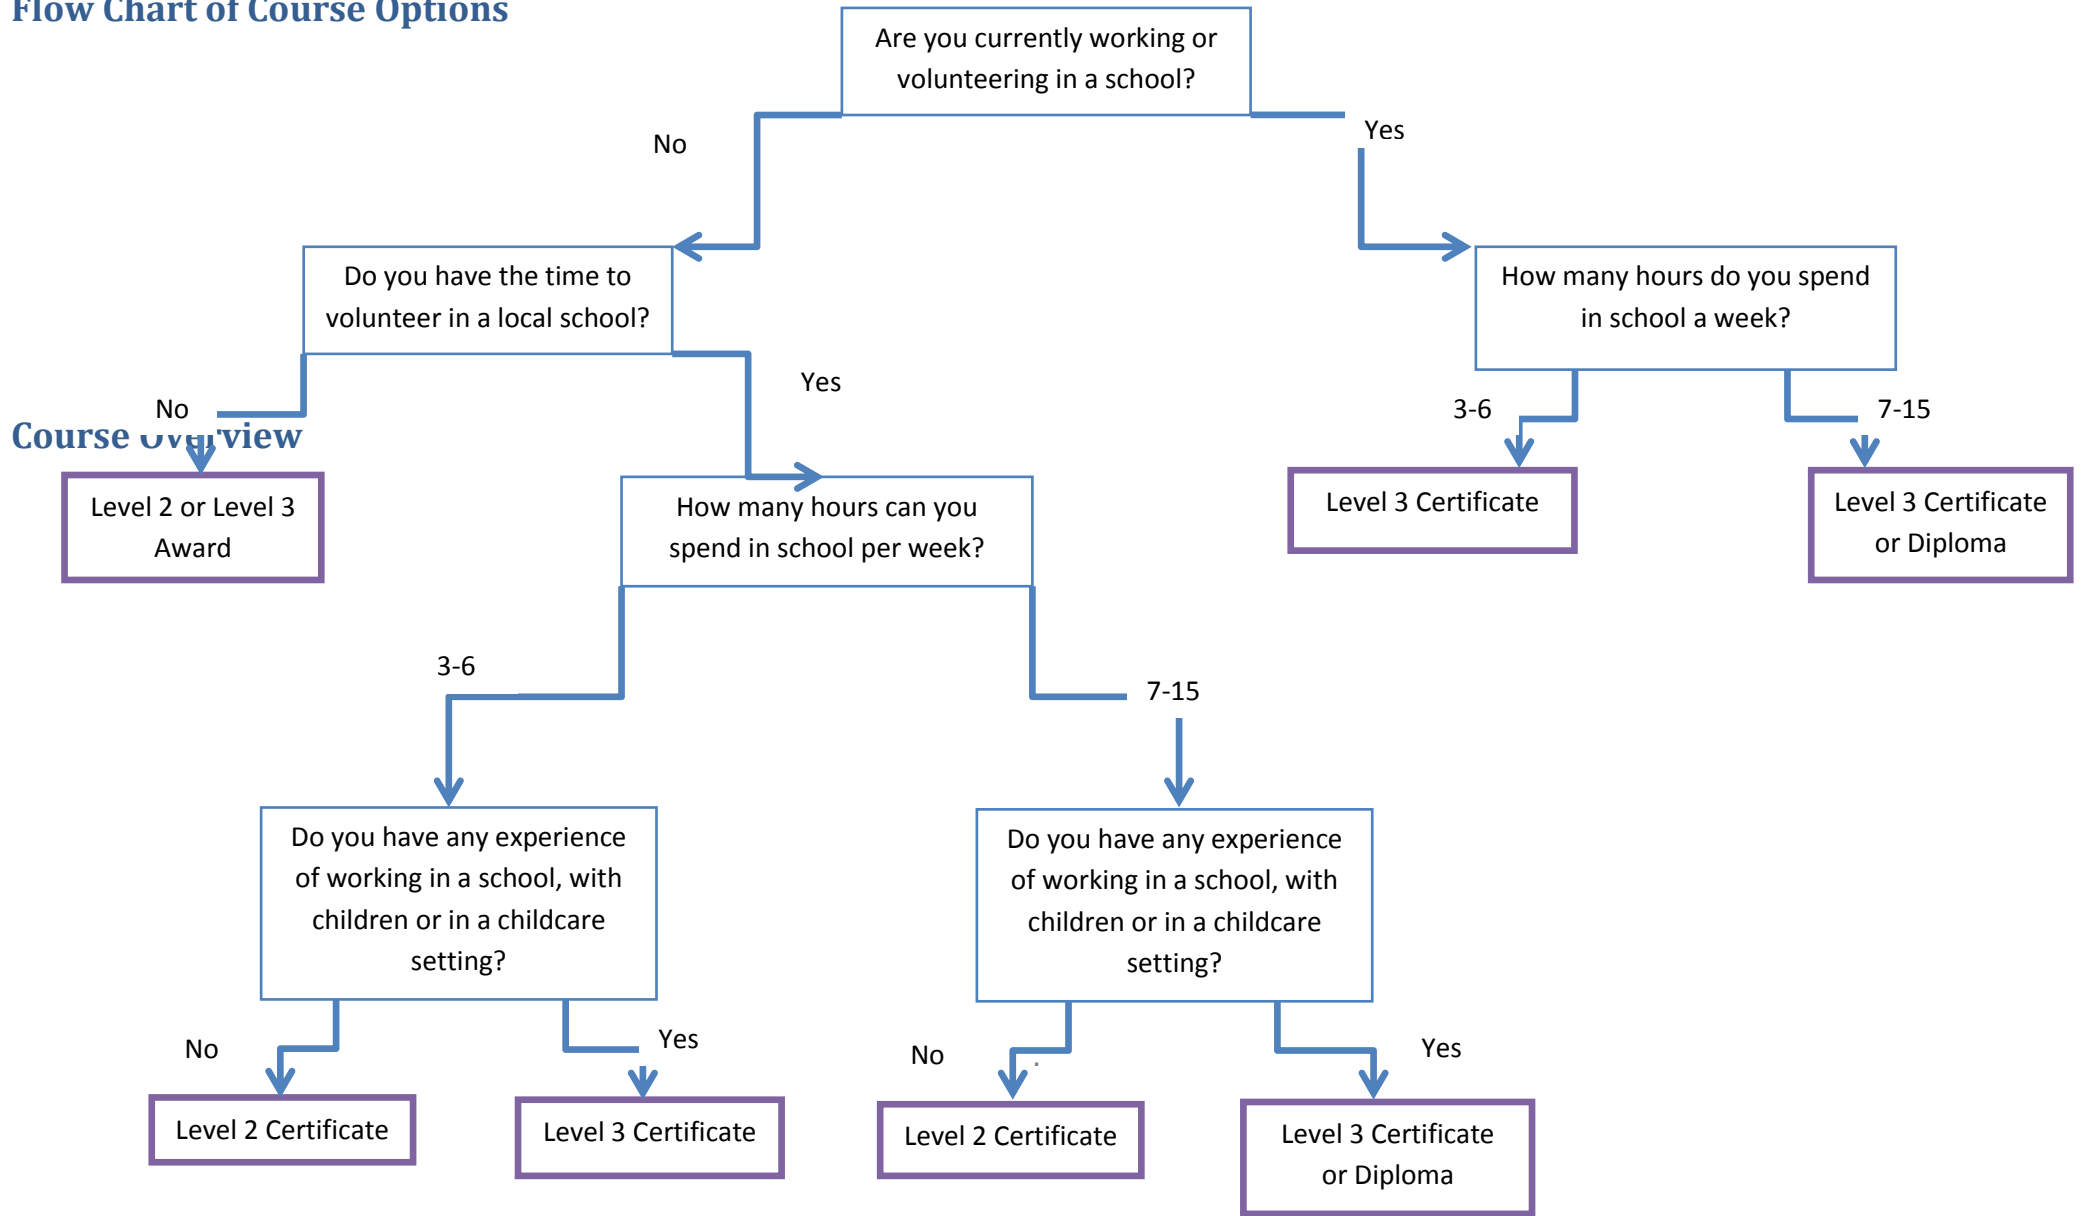 Flow Chart of Course Options
Are you currently working or
volunteering in a school?
No
Yes
Do you have the time to
volunteer in a local school?
How many hours do you spend
in school a week?
No
Yes
3-6
7-15
Course Overview
Level 2 or Level 3
Award
How many hours can you
spend in school per week?
Level 3 Certificate
Level 3 Certificate
or Diploma
3-6
7-15
Do you have any experience
of working in a school, with
children or in a childcare
setting?
Do you have any experience
of working in a school, with
children or in a childcare
setting?
No
Yes
No
Yes
Level 2 Certificate
Level 3 Certificate
Level 2 Certificate
Level 3 Certificate
or Diploma